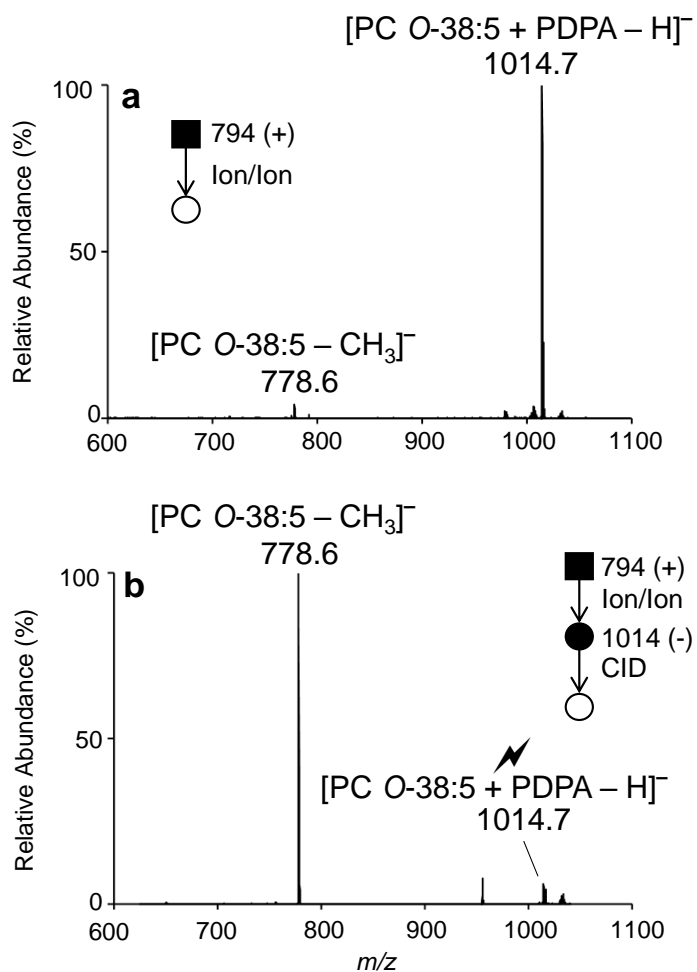 [PC O-38:5 + PDPA – H]⁻
1014.7
a
794 (+)
Ion/Ion
[PC O-38:5 – CH₃]⁻
778.6
Relative Abundance (%)
100
50
0
600 700 800 900 1000 1100
[PC O-38:5 – CH₃]⁻
778.6
b
794 (+)
Ion/Ion
1014 (-)
CID
[PC O-38:5 + PDPA – H]⁻
1014.7
Relative Abundance (%)
100
50
0
600 700 800 900 1000 1100
m/z